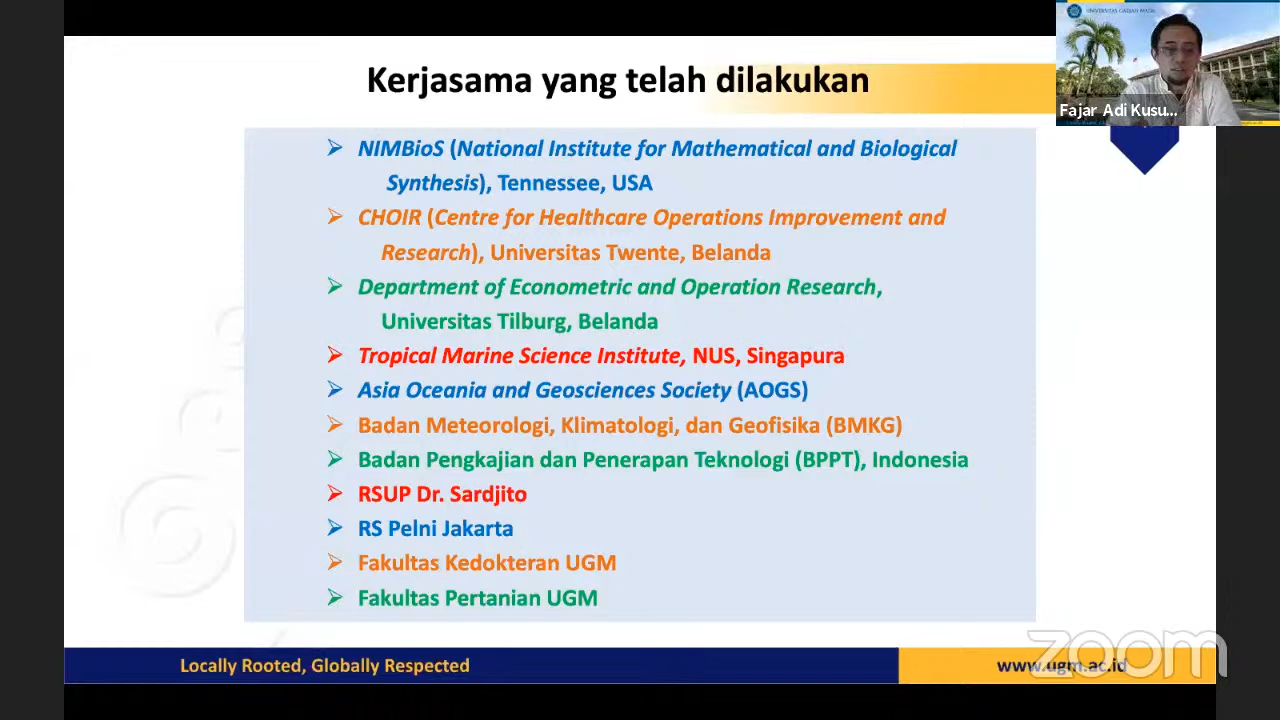 UNIVERSITAS GADJAH MADA
Kerjasama yang telah dilakukan
Fajar Adi Kusu...
➢ NIMBioS (National Institute for Mathematical and Biological
Synthesis), Tennessee, USA
➢ CHOIR (Centre for Healthcare Operations Improvement and
Research), Universitas Twente, Belanda
➢ Department of Econometric and Operation Research,
Universitas Tilburg, Belanda
➢ Tropical Marine Science Institute, NUS, Singapura
➢ Asia Oceania and Geosciences Society (AOGS)
➢ Badan Meteorologi, Klimatologi, dan Geofisika (BMKG)
➢ Badan Pengkajian dan Penerapan Teknologi (BPPT), Indonesia
➢ RSUP Dr. Sardjito
➢ RS Pelni Jakarta
➢ Fakultas Kedokteran UGM
➢ Fakultas Pertanian UGM
Locally Rooted, Globally Respected
www.ugm.ac.id
zoom